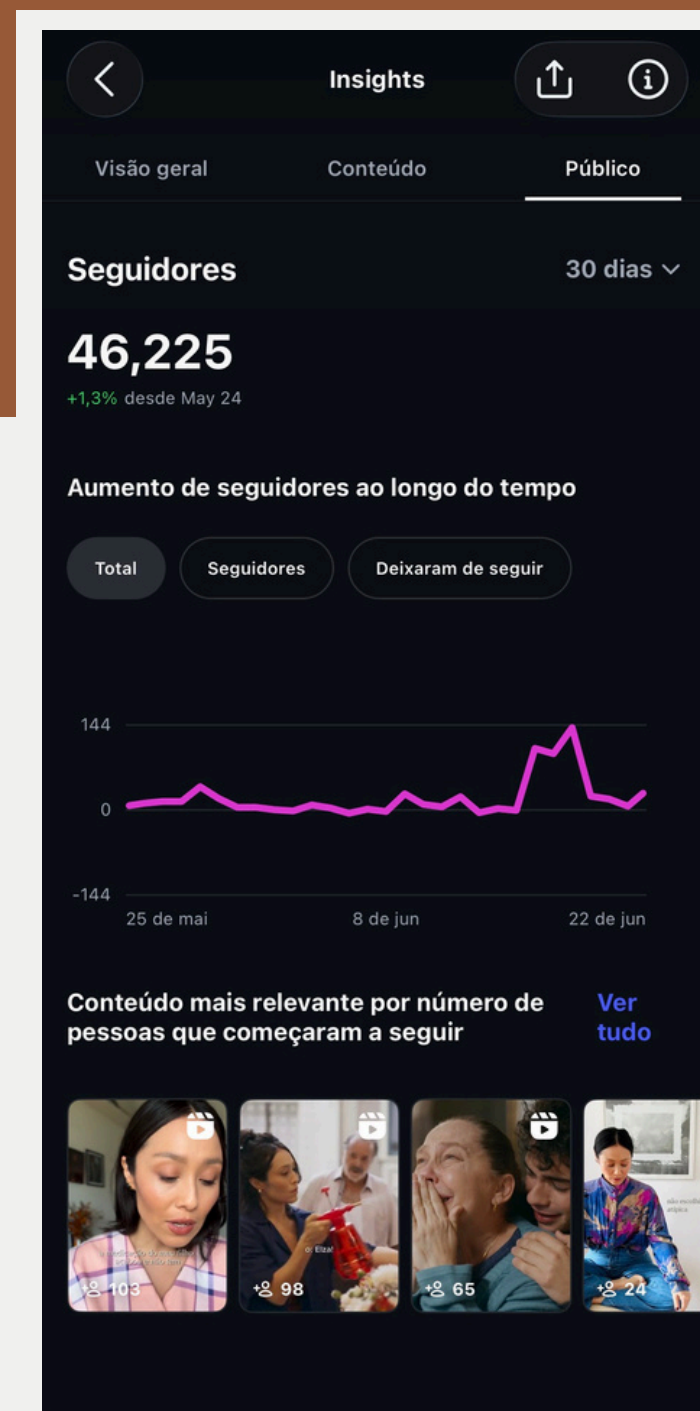 Insights
Visão geral
Conteúdo
Público
Seguidores
30 dias
46,225
+1,3% desde May 24
Aumento de seguidores ao longo do tempo
Total
Seguidores
Deixaram de seguir
144
0
-144
25 de mai
8 de jun
22 de jun
Conteúdo mais relevante por número de
pessoas que começaram a seguir
Ver
tudo
103
oi Elza!
98
65
24